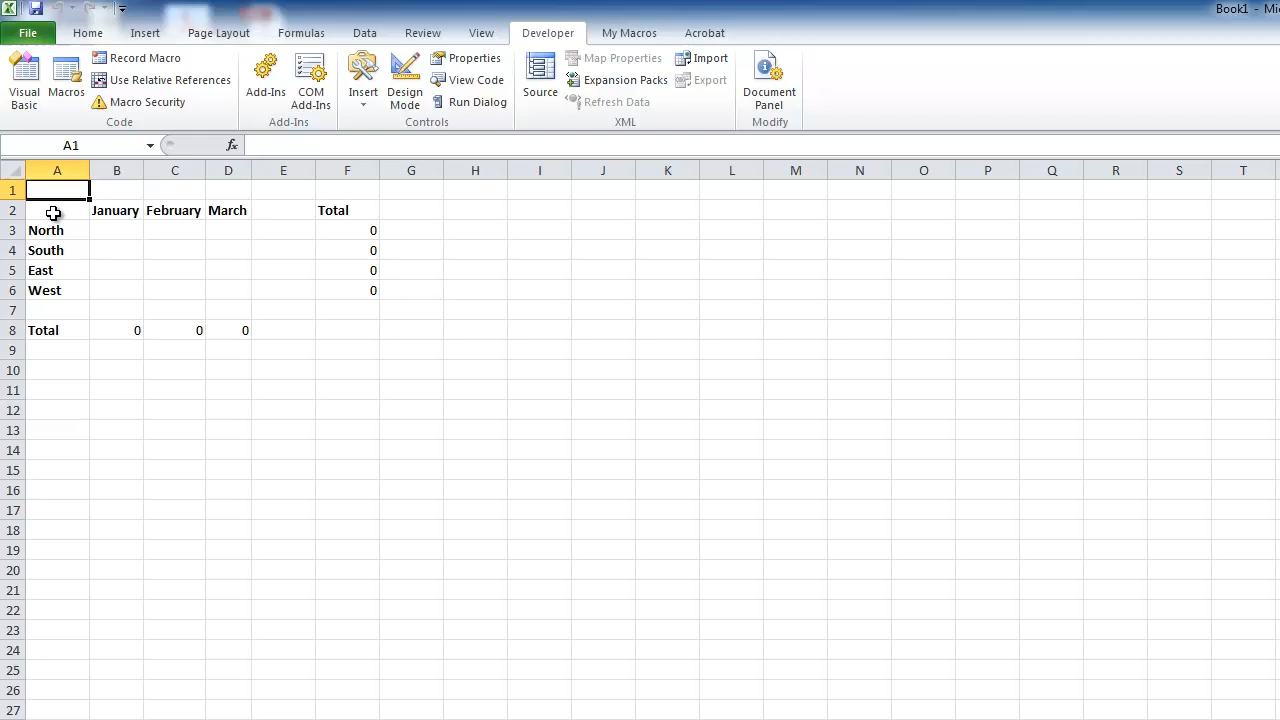 Book1 - Mi
File Home Insert Page Layout Formulas Data Review View Developer My Macros Acrobat
Visual Basic Macros Record Macro Use Relative References Macro Security Add-Ins COM Add-Ins Insert Design Mode Properties View Code Run Dialog Source Map Properties Expansion Packs Refresh Data Import Export Document Panel
Code Add-Ins Controls XML Modify
A1 fx
A B C D E F G H I J K L M N O P Q R S T
1
2 January February March Total
3 North 0
4 South 0
5 East 0
6 West 0
7
8 Total 0 0 0
9
10
11
12
13
14
15
16
17
18
19
20
21
22
23
24
25
26
27